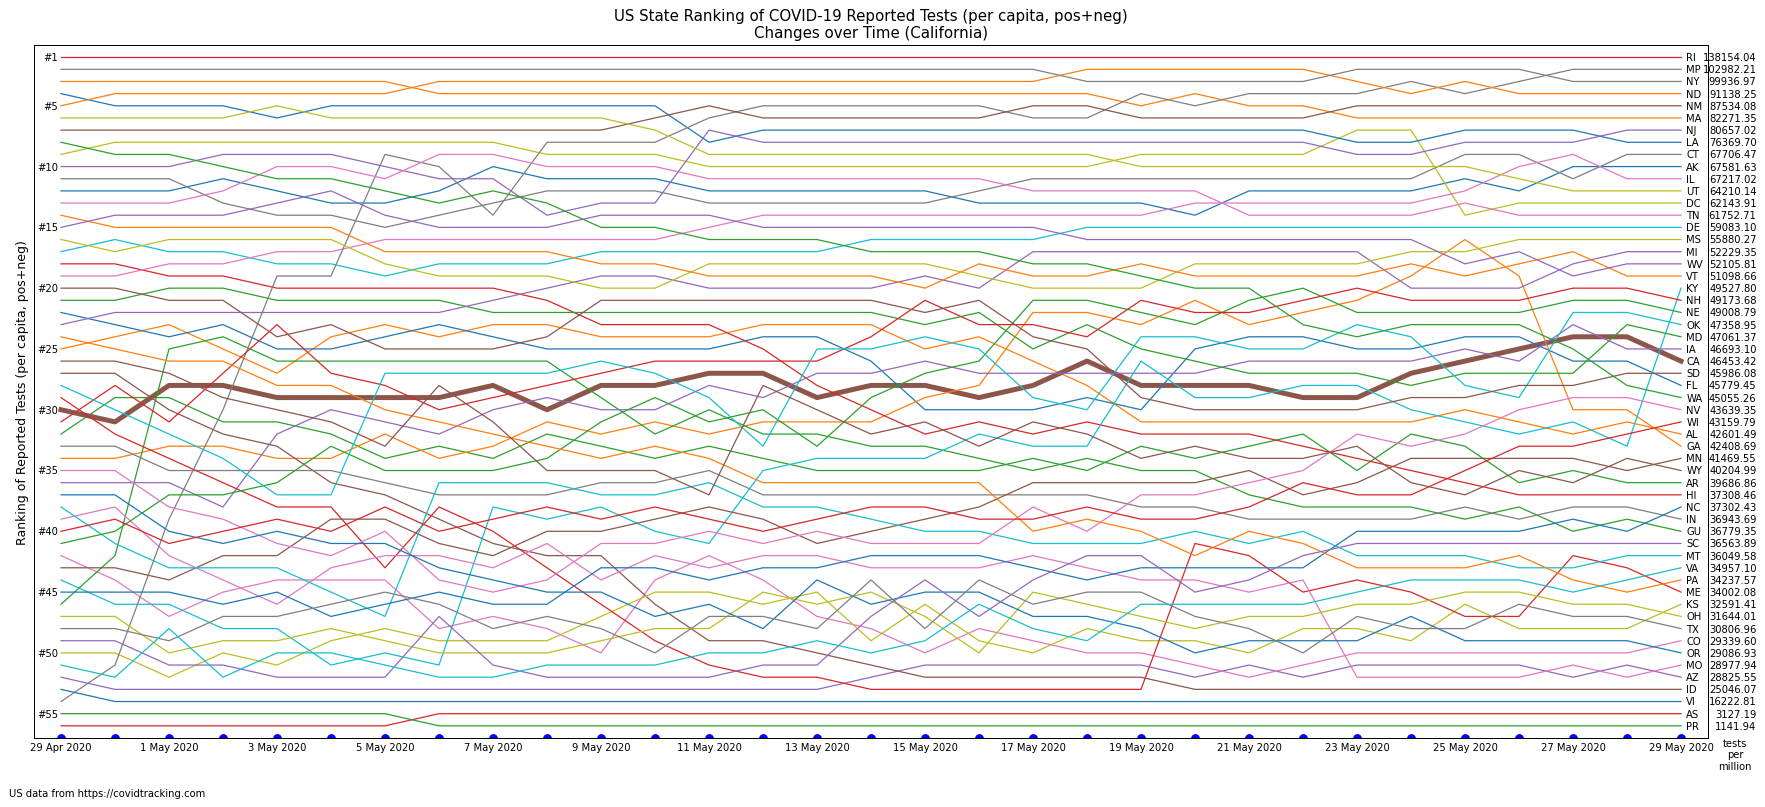 US State Ranking of COVID-19 Reported Tests (per capita, pos+neg)
Changes over Time (California)
Ranking of Reported Tests (per capita, pos+neg)
#1
#5
#10
#15
#20
#25
#30
#35
#40
#45
#50
#55
RI 138154.04
MP 102982.21
NY 99936.97
ND 91138.25
NM 87534.08
MA 82271.35
NJ 80657.02
LA 76369.70
CT 67706.47
AK 67581.63
IL 67217.02
UT 64210.14
DC 62143.91
TN 61752.71
DE 59083.10
MS 55880.27
MI 52229.35
WV 52105.81
VT 51098.66
KY 49527.80
NH 49173.68
NE 49008.79
OK 47358.95
MD 47061.37
IA 46693.10
CA 46453.42
SD 45986.08
FL 45779.45
WA 45055.26
NV 43639.35
WI 43159.79
AL 42601.49
GA 42408.69
MN 41469.55
WY 40204.99
AR 39686.86
HI 37308.46
NC 37302.43
IN 36943.69
GU 36779.35
SC 36563.89
MT 36049.58
VA 34957.10
PA 34237.57
ME 34002.08
KS 32591.41
OH 31644.01
TX 30806.96
CO 29339.60
OR 29086.93
MO 28977.94
AZ 28825.55
ID 25046.07
VI 16222.81
AS 3127.19
PR 1141.94
29 Apr 2020 1 May 2020 3 May 2020 5 May 2020 7 May 2020 9 May 2020 11 May 2020 13 May 2020 15 May 2020 17 May 2020 19 May 2020 21 May 2020 23 May 2020 25 May 2020 27 May 2020 29 May 2020
tests
per
million
US data from https://covidtracking.com